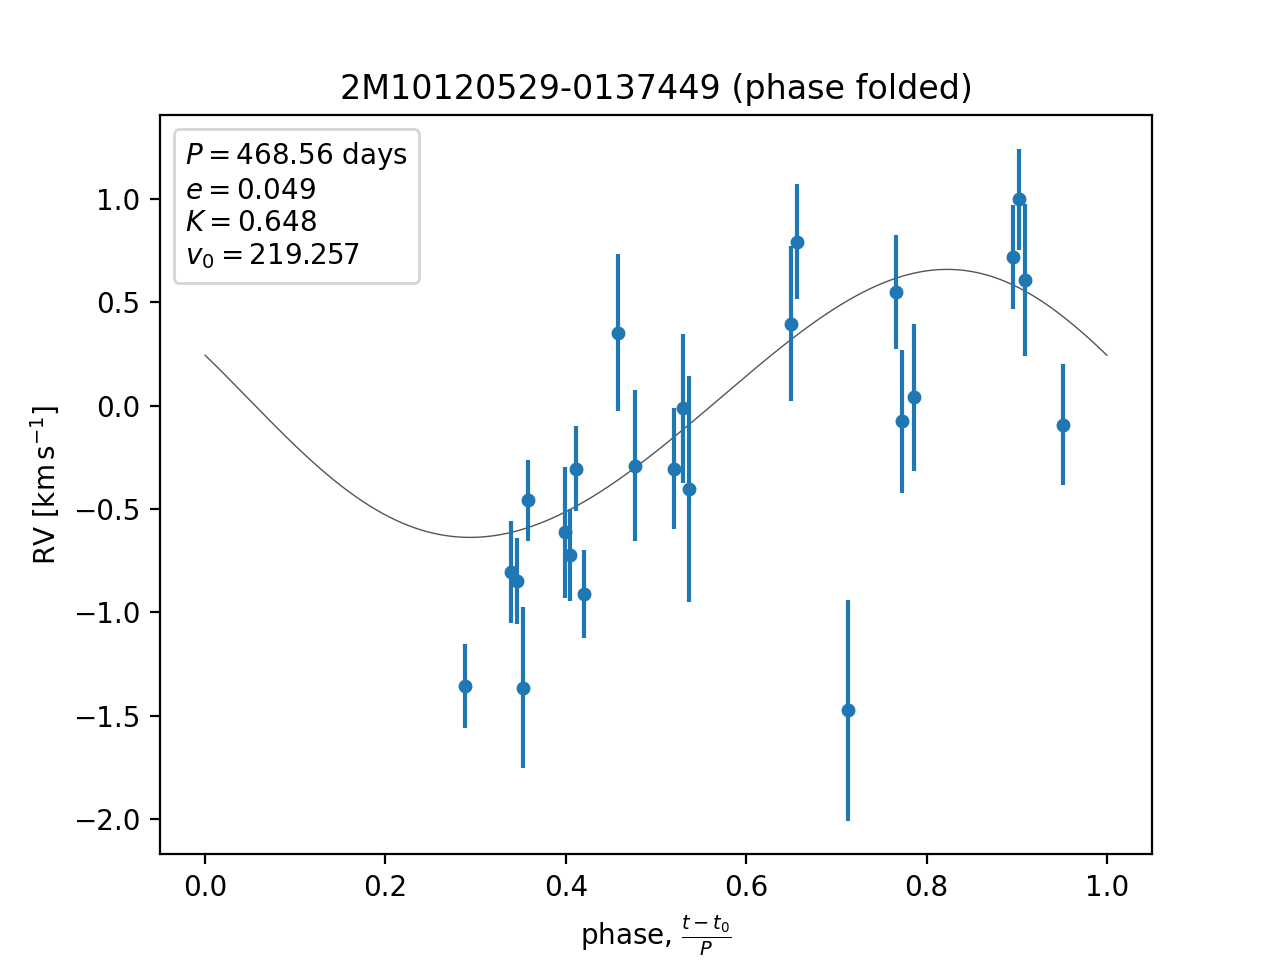 2M10120529-0137449 (phase folded)
P = 468.56 days
e = 0.049
K = 0.648
v₀ = 219.257
1.0
0.5
0.0
−0.5
−1.0
−1.5
−2.0
RV [km s⁻¹]
0.0 0.2 0.4 0.6 0.8 1.0
phase, (t − t₀)/P